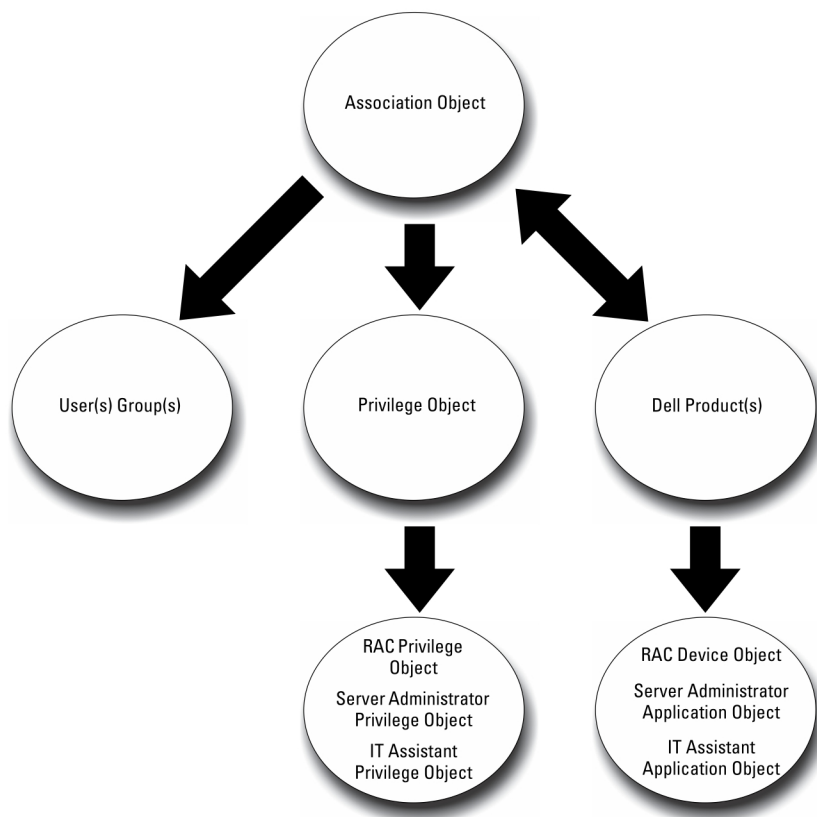 Association Object
User(s) Group(s)
Privilege Object
Dell Product(s)
RAC Privilege
Object
Server Administrator
Privilege Object
IT Assistant
Privilege Object
RAC Device Object
Server Administrator
Application Object
IT Assistant
Application Object